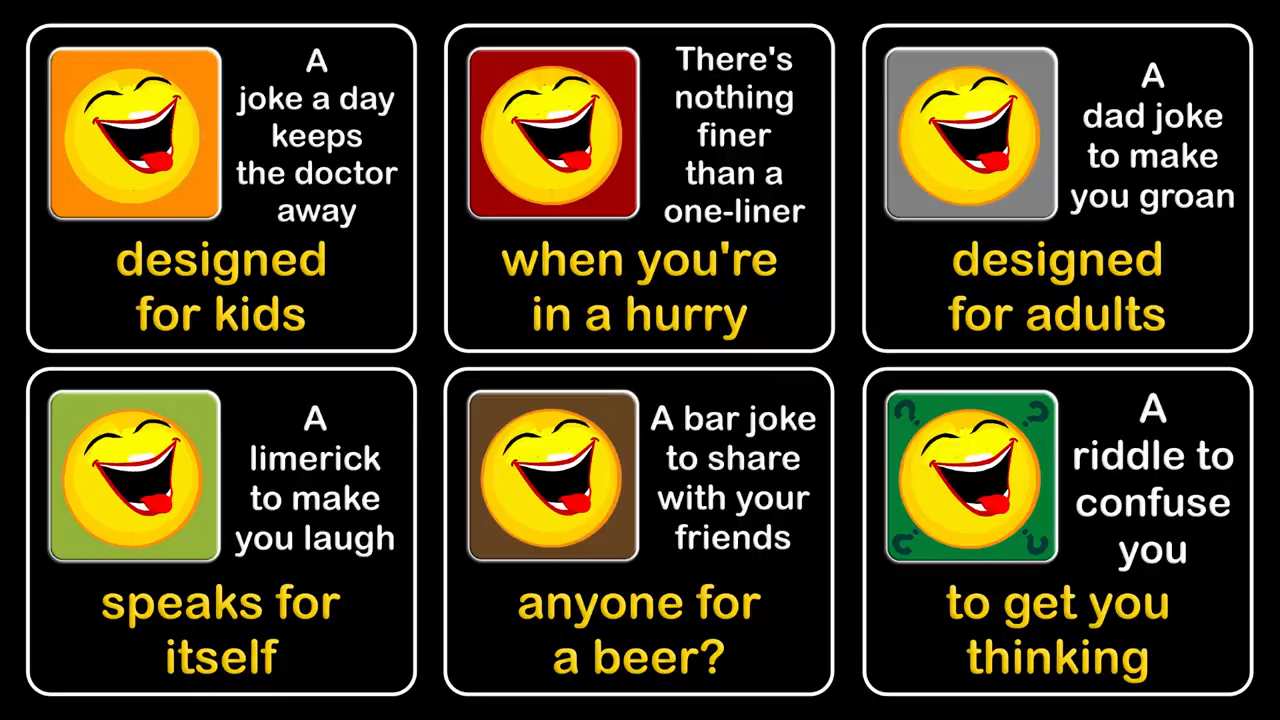 A
joke a day
keeps
the doctor
away
designed
for kids
There's
nothing
finer
than a
one-liner
when you're
in a hurry
A
dad joke
to make
you groan
designed
for adults
A
limerick
to make
you laugh
speaks for
itself
A bar joke
to share
with your
friends
anyone for
a beer?
? ?
? ?
A
riddle to
confuse
you
to get you
thinking